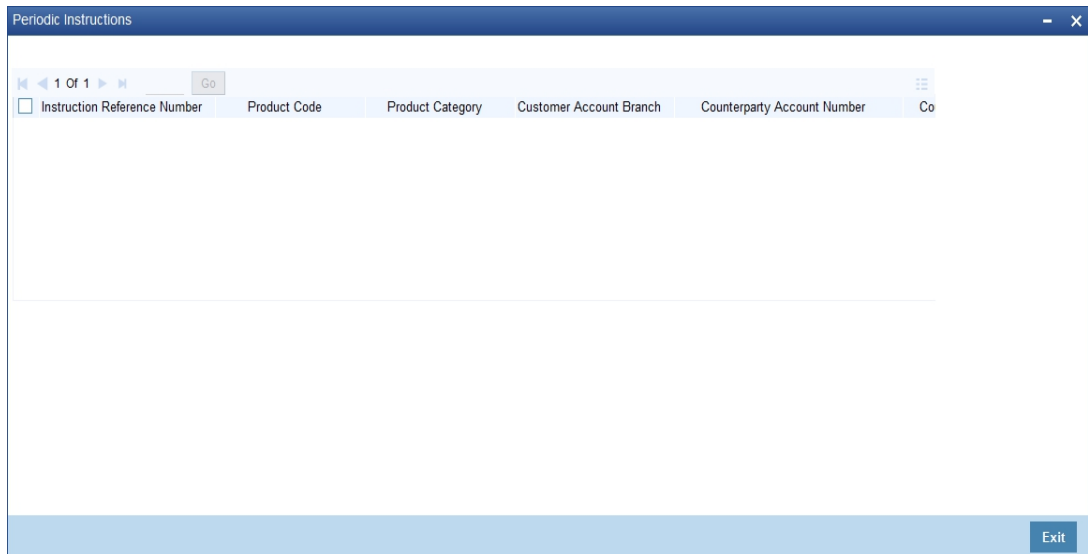 Periodic Instructions
1 Of 1 Go
Instruction Reference Number Product Code Product Category Customer Account Branch Counterparty Account Number Co
Exit